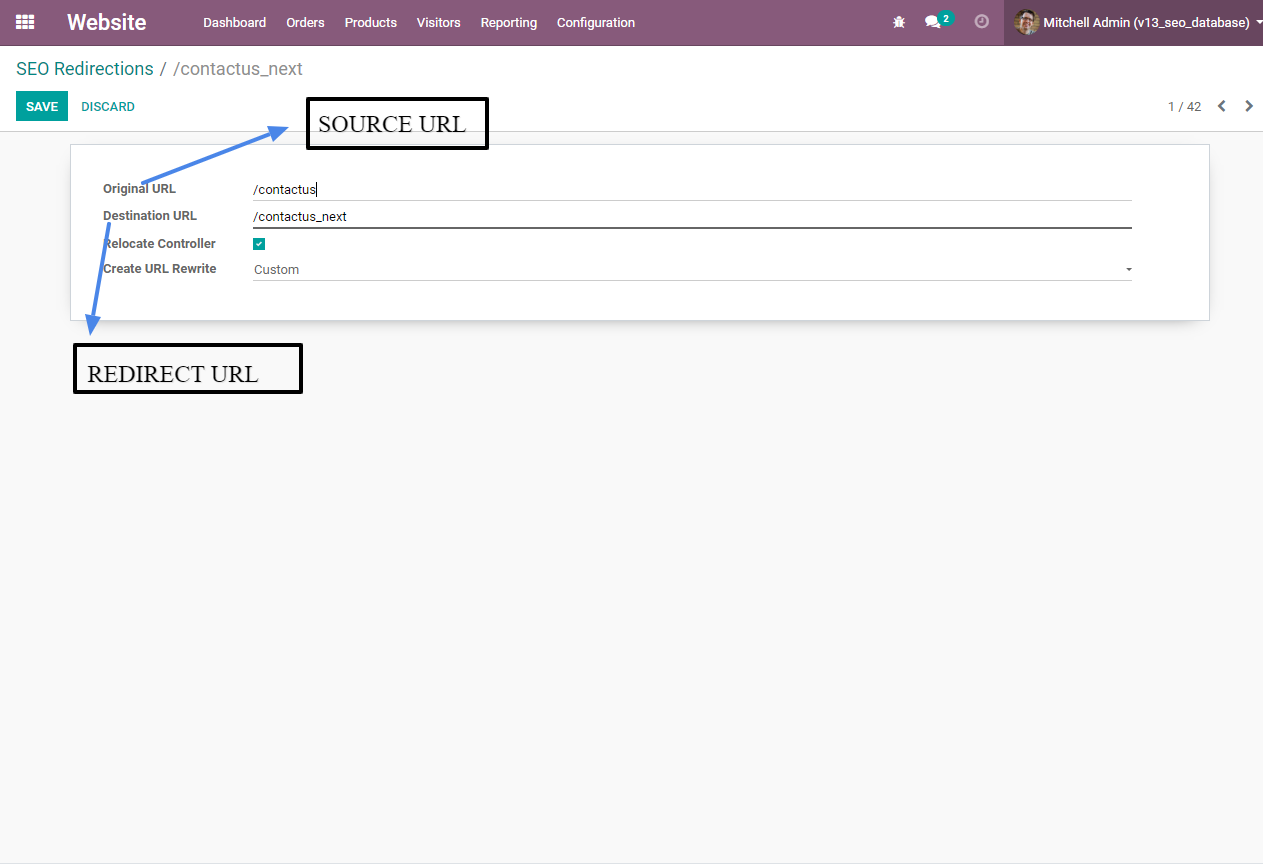 Website Dashboard Orders Products Visitors Reporting Configuration 2 Mitchell Admin (v13_seo_database)
SEO Redirections / /contactus_next
SAVE DISCARD 1 / 42
SOURCE URL
Original URL /contactus
Destination URL /contactus_next
Relocate Controller
Create URL Rewrite Custom
REDIRECT URL